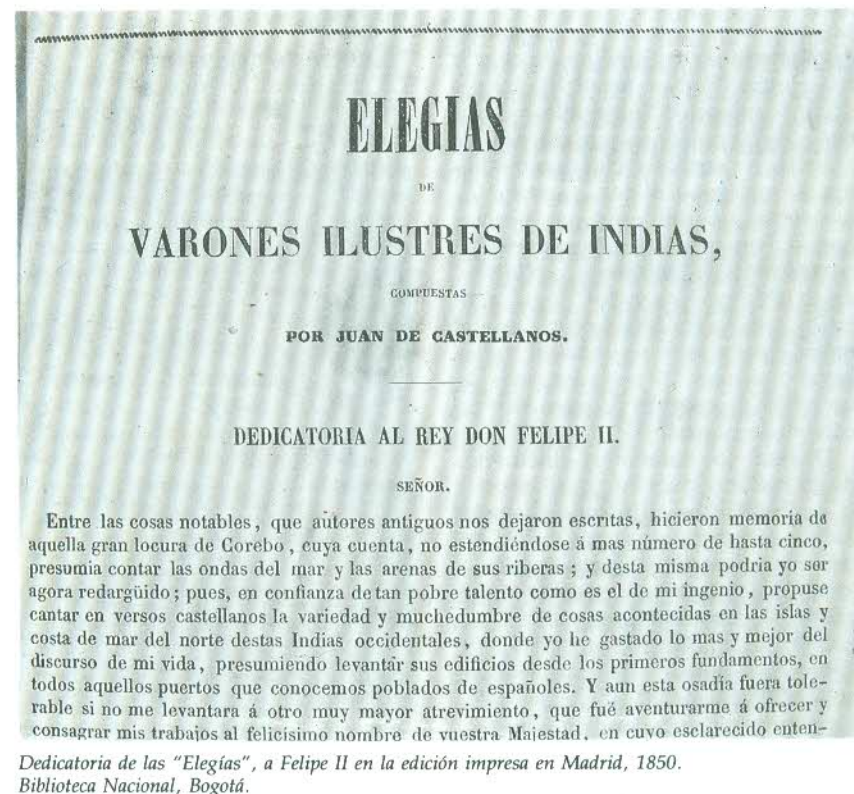 ELEGIAS
DE
VARONES ILUSTRES DE INDIAS,
COMPUESTAS
POR JUAN DE CASTELLANOS.
DEDICATORIA AL REY DON FELIPE II.
SEÑOR.
Entre las cosas notables, que autores antiguos nos dejaron escritas, hicieron memoria de
aquella gran locura de Corebo, cuya cuenta, no estendiéndose á mas número de hasta cinco,
presumia contar las ondas del mar y las arenas de sus riberas; y desta misma podria yo ser
agora redargüido; pues, en confianza de tan pobre talento como es el de mi ingenio, propuse
cantar en versos castellanos la variedad y muchedumbre de cosas acontecidas en las islas y
costa de mar del norte destas Indias occidentales, donde yo he gastado lo mas y mejor del
discurso de mi vida, presumiendo levantar sus edificios desde los primeros fundamentos, en
todos aquellos puertos que conocemos poblados de españoles. Y aun esta osadía fuera tole-
rable si no me levantara á otro muy mayor atrevimiento, que fué aventurarme á ofrecer y
consagrar mis trabajos al felicísimo nombre de vuestra Majestad, en cuyo esclarecido enten-
Dedicatoria de las "Elegías", a Felipe II en la edición impresa en Madrid, 1850.
Biblioteca Nacional, Bogotá.